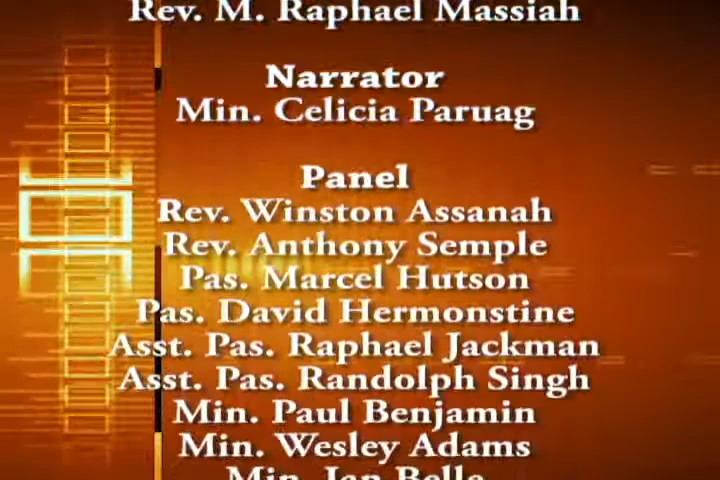 Rev. M. Raphael Massiah
Narrator
Min. Celicia Paruag
Panel
Rev. Winston Assanah
Rev. Anthony Semple
Pas. Marcel Hutson
Pas. David Hermonstine
Asst. Pas. Raphael Jackman
Asst. Pas. Randolph Singh
Min. Paul Benjamin
Min. Wesley Adams
Min.